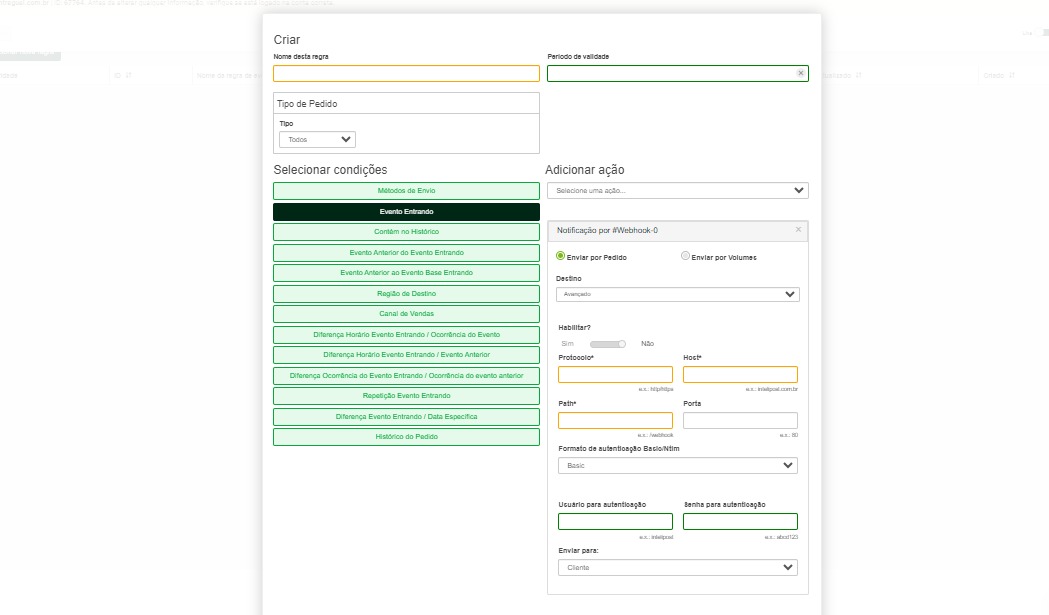 Criar
Nome desta regra
Período de validade
Tipo de Pedido
Tipo
Todos
Selecionar condições
Adicionar ação
Métodos de Envio
Selecione uma ação...
Evento Entrando
Contém no Histórico
Notificação por #Webhook-0
Evento Anterior do Evento Entrando
Enviar por Pedido
Enviar por Volumes
Evento Anterior ao Evento Base Entrando
Destino
Região de Destino
Avançado
Canal de Vendas
Diferença Horário Evento Entrando / Ocorrência do Evento
Habilitar?
Sim
Não
Diferença Horário Evento Entrando / Evento Anterior
Protocolo*
Host*
Diferença Ocorrência do Evento Entrando / Ocorrência do evento anterior
e.x.: http/https
e.x.: intelipost.com.br
Repetição Evento Entrando
Path*
Porta
Diferença Evento Entrando / Data Específica
e.x.: /webhook
e.x.: 80
Histórico do Pedido
Formato de autenticação Basic/Ntlm
Basic
Usuário para autenticação
Senha para autenticação
e.x.: intelipost
e.x.: abcd123
Enviar para:
Cliente